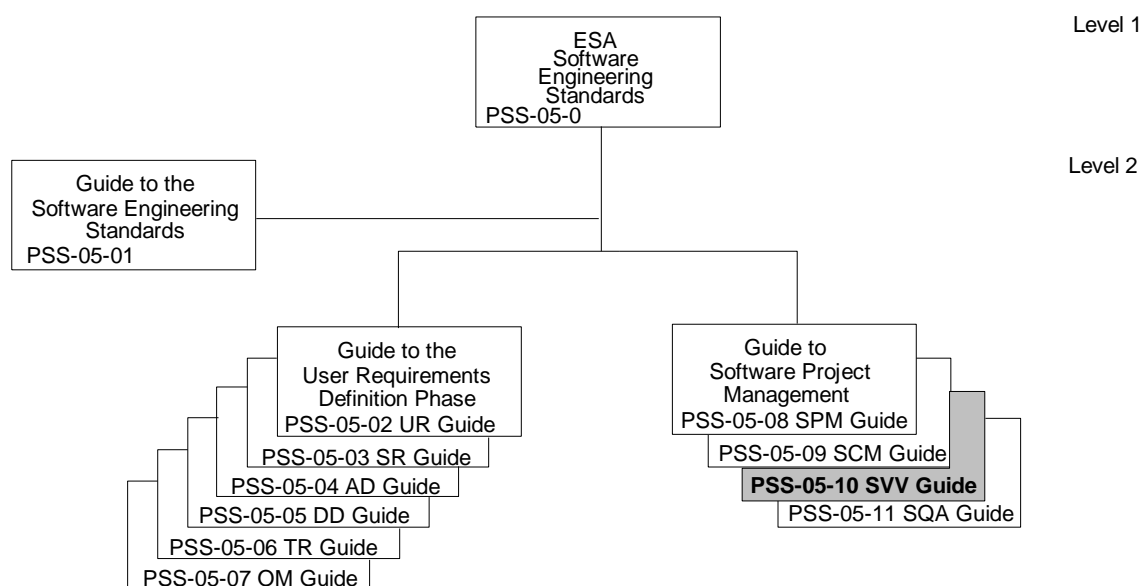 Level 1
ESA
Software
Engineering
Standards
PSS-05-0
Level 2
Guide to the
Software Engineering
Standards
PSS-05-01
Guide to the
User Requirements
Definition Phase
PSS-05-02 UR Guide
PSS-05-03 SR Guide
PSS-05-04 AD Guide
PSS-05-05 DD Guide
PSS-05-06 TR Guide
PSS-05-07 OM Guide
Guide to
Software Project
Management
PSS-05-08 SPM Guide
PSS-05-09 SCM Guide
PSS-05-10 SVV Guide
PSS-05-11 SQA Guide